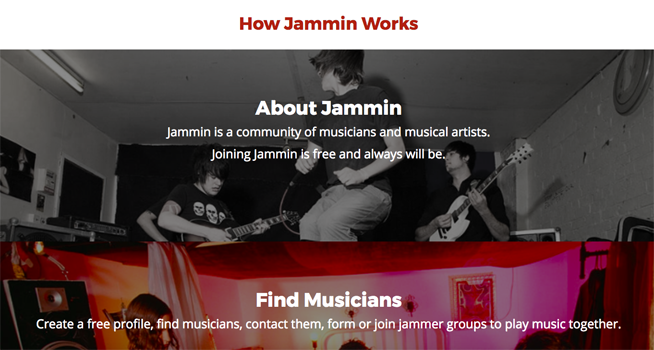 How Jammin Works
About Jammin
Jammin is a community of musicians and musical artists.
Joining Jammin is free and always will be.
Find Musicians
Create a free profile, find musicians, contact them, form or join jammer groups to play music together.